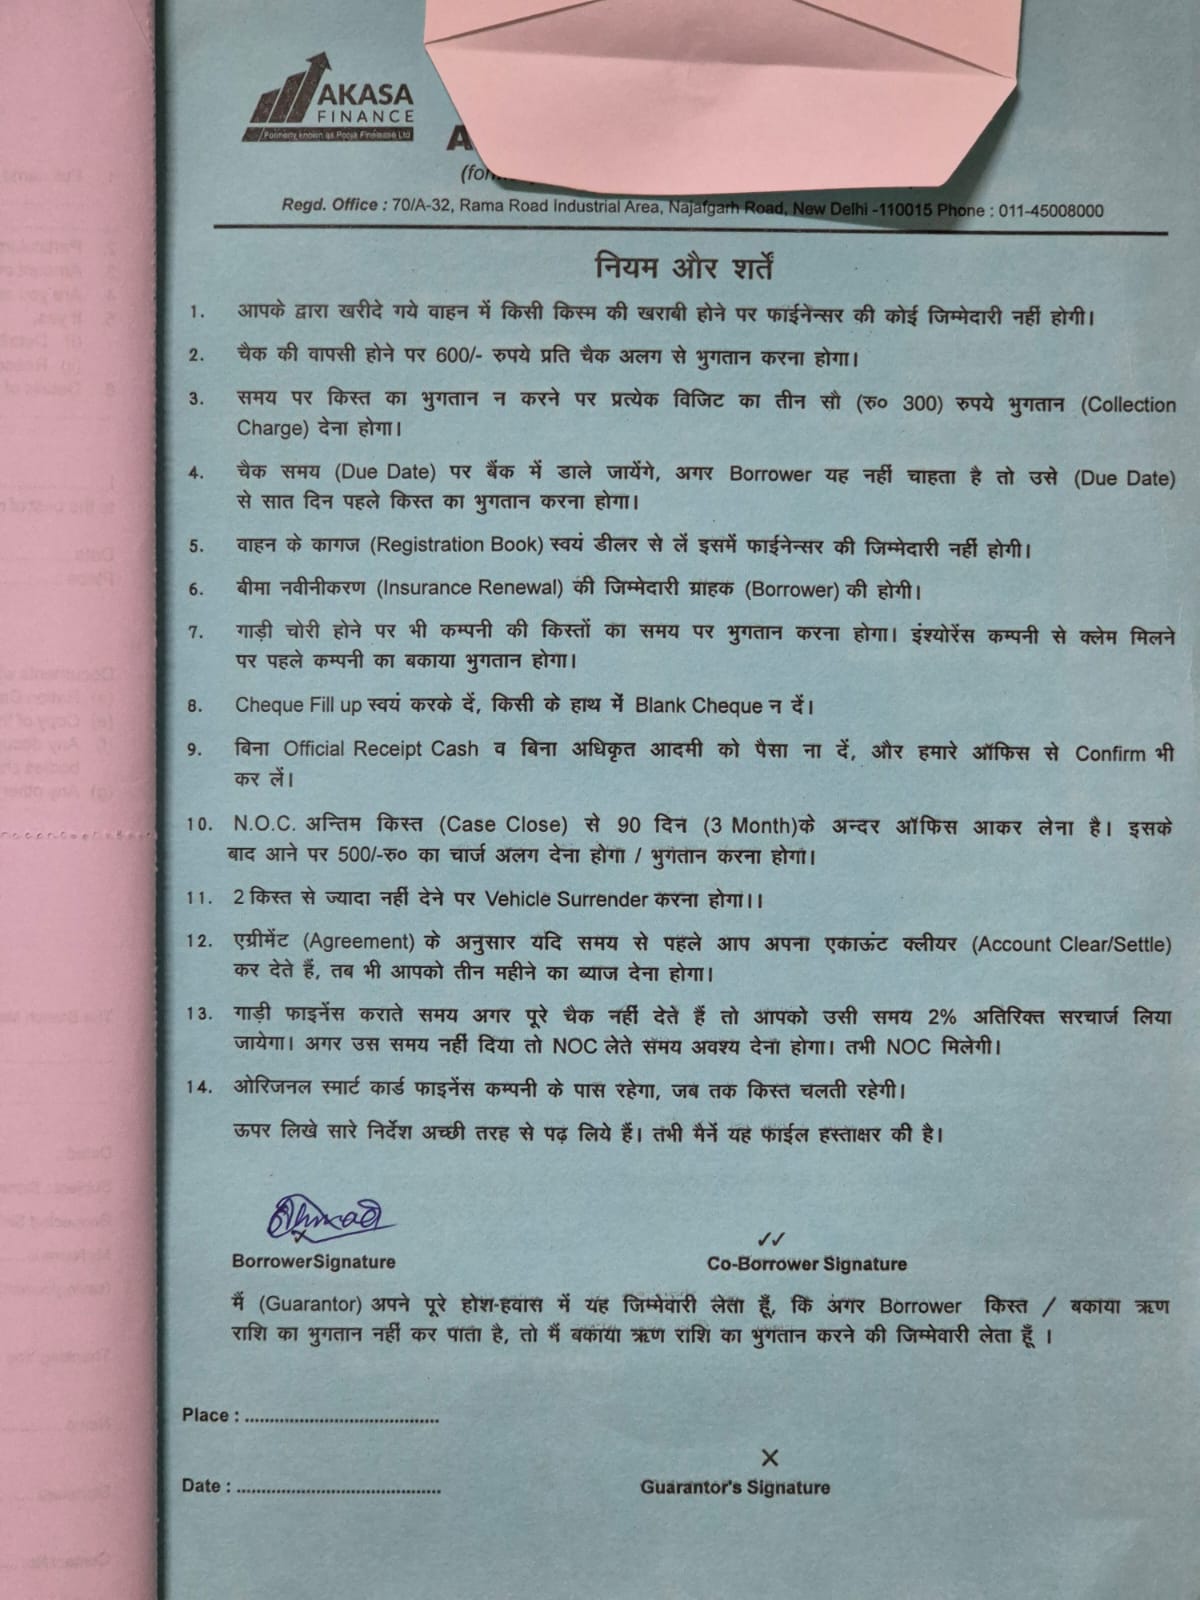 AKASA
FINANCE
Formerly known as Pooja Finelease Ltd
A
Regd. Office : 70/A-32, Rama Road Industrial Area, Najafgarh Road, New Delhi -110015 Phone : 011-45008000
नियम और शर्ते
1. आपके द्वारा खरीदे गये वाहन में किसी किस्म की खराबी होने पर फाईनेन्सर की कोई जिम्मेदारी नहीं होगी।
2. चैक की वापसी होने पर 600/- रुपये प्रति चैक अलग से भुगतान करना होगा।
3. समय पर किस्त का भुगतान न करने पर प्रत्येक विजिट का तीन सौ (रु० 300) रुपये भुगतान (Collection
Charge) देना होगा।
4. चैक समय (Due Date) पर बैंक में डाले जायेंगे, अगर Borrower यह नहीं चाहता है तो उसे (Due Date)
से सात दिन पहले किस्त का भुगतान करना होगा।
5. वाहन के कागज (Registration Book) स्वयं डीलर से लें इसमें फाईनेन्सर की जिम्मेदारी नहीं होगी।
6. बीमा नवीनीकरण (Insurance Renewal) की जिम्मेदारी ग्राहक (Borrower) की होगी।
7. गाड़ी चोरी होने पर भी कम्पनी की किस्तों का समय पर भुगतान करना होगा। इंश्योरेंस कम्पनी से क्लेम मिलने
पर पहले कम्पनी का बकाया भुगतान होगा।
8. Cheque Fill up स्वयं करके दें, किसी के हाथ में Blank Cheque न दें।
9. बिना Official Receipt Cash व बिना अधिकृत आदमी को पैसा ना दें, और हमारे ऑफिस से Confirm भी
कर लें।
10. N.O.C. अन्तिम किस्त (Case Close) से 90 दिन (3 Month)के अन्दर ऑफिस आकर लेना है। इसके
बाद आने पर 500/-रु० का चार्ज अलग देना होगा / भुगतान करना होगा।
11. 2 किस्त से ज्यादा नहीं देने पर Vehicle Surrender करना होगा।।
12. एग्रीमेंट (Agreement) के अनुसार यदि समय से पहले आप अपना एकाऊंट क्लीयर (Account Clear/Settle)
कर देते हैं, तब भी आपको तीन महीने का ब्याज देना होगा।
13. गाड़ी फाइनेंस कराते समय अगर पूरे चैक नहीं देते हैं तो आपको उसी समय 2% अतिरिक्त सरचार्ज लिया
जायेगा। अगर उस समय नहीं दिया तो NOC लेते समय अवश्य देना होगा। तभी NOC मिलेगी।
14. ओरिजनल स्मार्ट कार्ड फाइनेंस कम्पनी के पास रहेगा, जब तक किस्त चलती रहेगी।
ऊपर लिखे सारे निर्देश अच्छी तरह से पढ़ लिये हैं। तभी मैनें यह फाईल हस्ताक्षर की है।
BorrowerSignature
Co-Borrower Signature
मैं (Guarantor) अपने पूरे होश-हवास में यह जिम्मेवारी लेता हूँ, कि अगर Borrower किस्त / बकाया ऋण
राशि का भुगतान नहीं कर पाता है, तो मैं बकाया ऋण राशि का भुगतान करने की जिम्मेवारी लेता हूँ ।
Place : .......................................
X
Date : .........................................
Guarantor's Signature